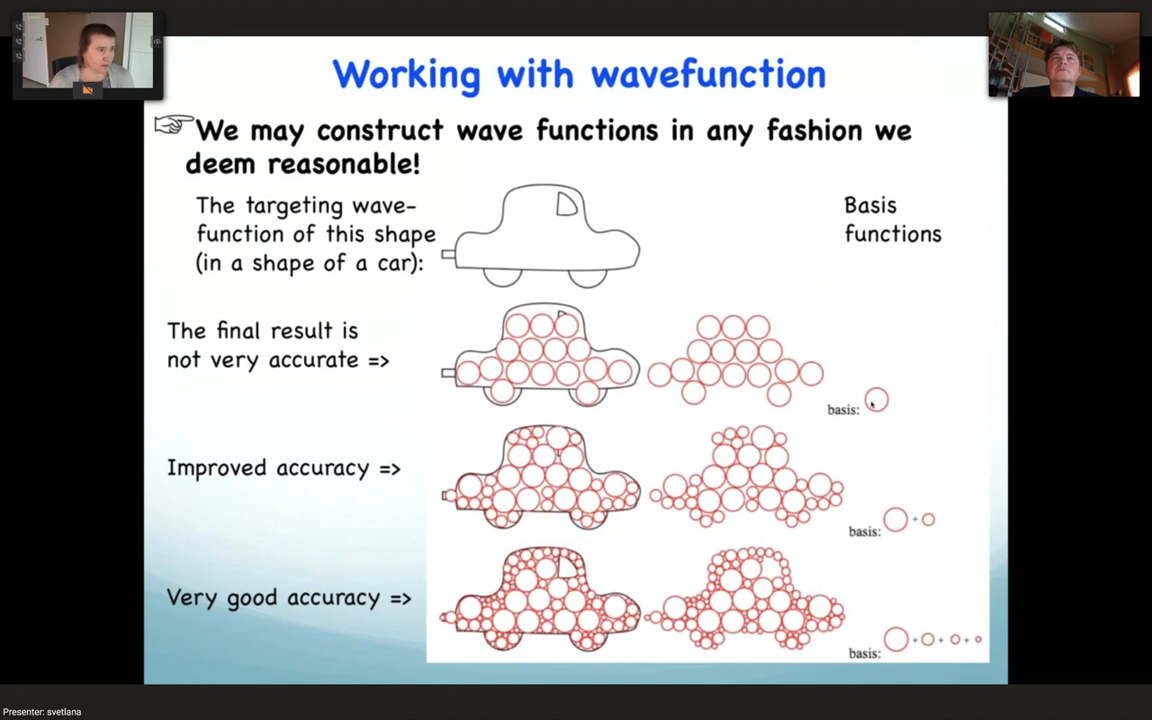 Working with wavefunction
We may construct wave functions in any fashion we
deem reasonable!
The targeting wave-
function of this shape
(in a shape of a car):
Basis
functions
The final result is
not very accurate =>
basis:
Improved accuracy =>
basis: + 
Very good accuracy =>
basis: + + +
Presenter: svetlana